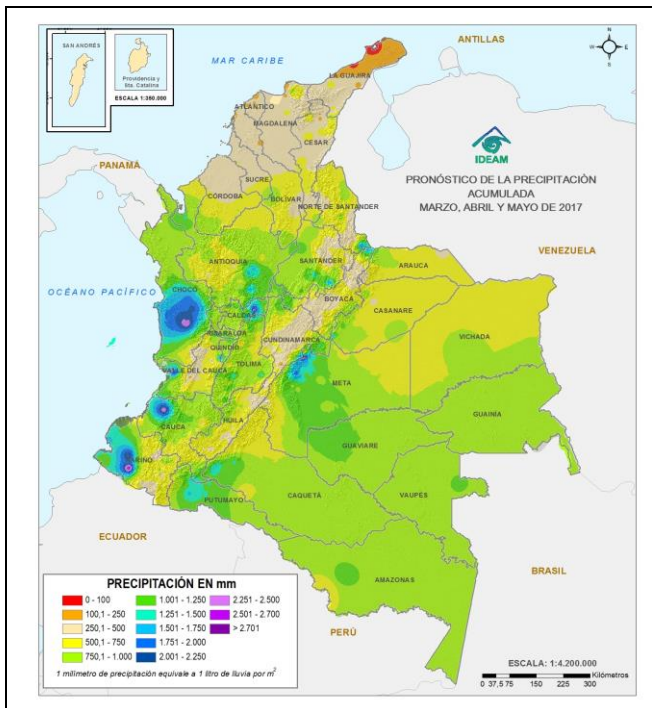 SAN ANDRÉS
Providencia y
Sta. Catalina
ESCALA 1:350.000
ANTILLAS
N
E
S
MAR CARIBE
LA GUAJIRA
ATLÁNTICO
MAGDALENA
CESAR
IDEAM
PANAMÁ
PRONÓSTICO DE LA PRECIPITACIÓN
ACUMULADA
MARZO, ABRIL Y MAYO DE 2017
SUCRE
CÓRDOBA
BOLÍVAR
NORTE DE SANTANDER
VENEZUELA
ANTIOQUIA
SANTANDER
ARAUCA
OCÉANO PACÍFICO
CHOCÓ
BOYACÁ
CALDAS
CASANARE
RISARALDA
CUNDINAMARCA
VICHADA
QUINDÍO
TOLIMA
VALLE DEL CAUCA
META
GUAINÍA
HUILA
CAUCA
GUAVIARE
NARIÑO
CAQUETÁ
VAUPÉS
PUTUMAYO
ECUADOR
BRASIL
AMAZONAS
PERÚ
PRECIPITACIÓN EN mm
0 - 100 1.001 - 1.250 2.251 - 2.500
100,1 - 250 1.251 - 1.500 2.501 - 2.700
250,1 - 500 1.501 - 1.750 > 2.701
500,1 - 750 1.751 - 2.000
750,1 - 1.000 2.001 - 2.250
1 milímetro de precipitación equivale a 1 litro de lluvia por m2
ESCALA: 1:4.200.000
Kilómetros
0 37,5 75 150 225 300